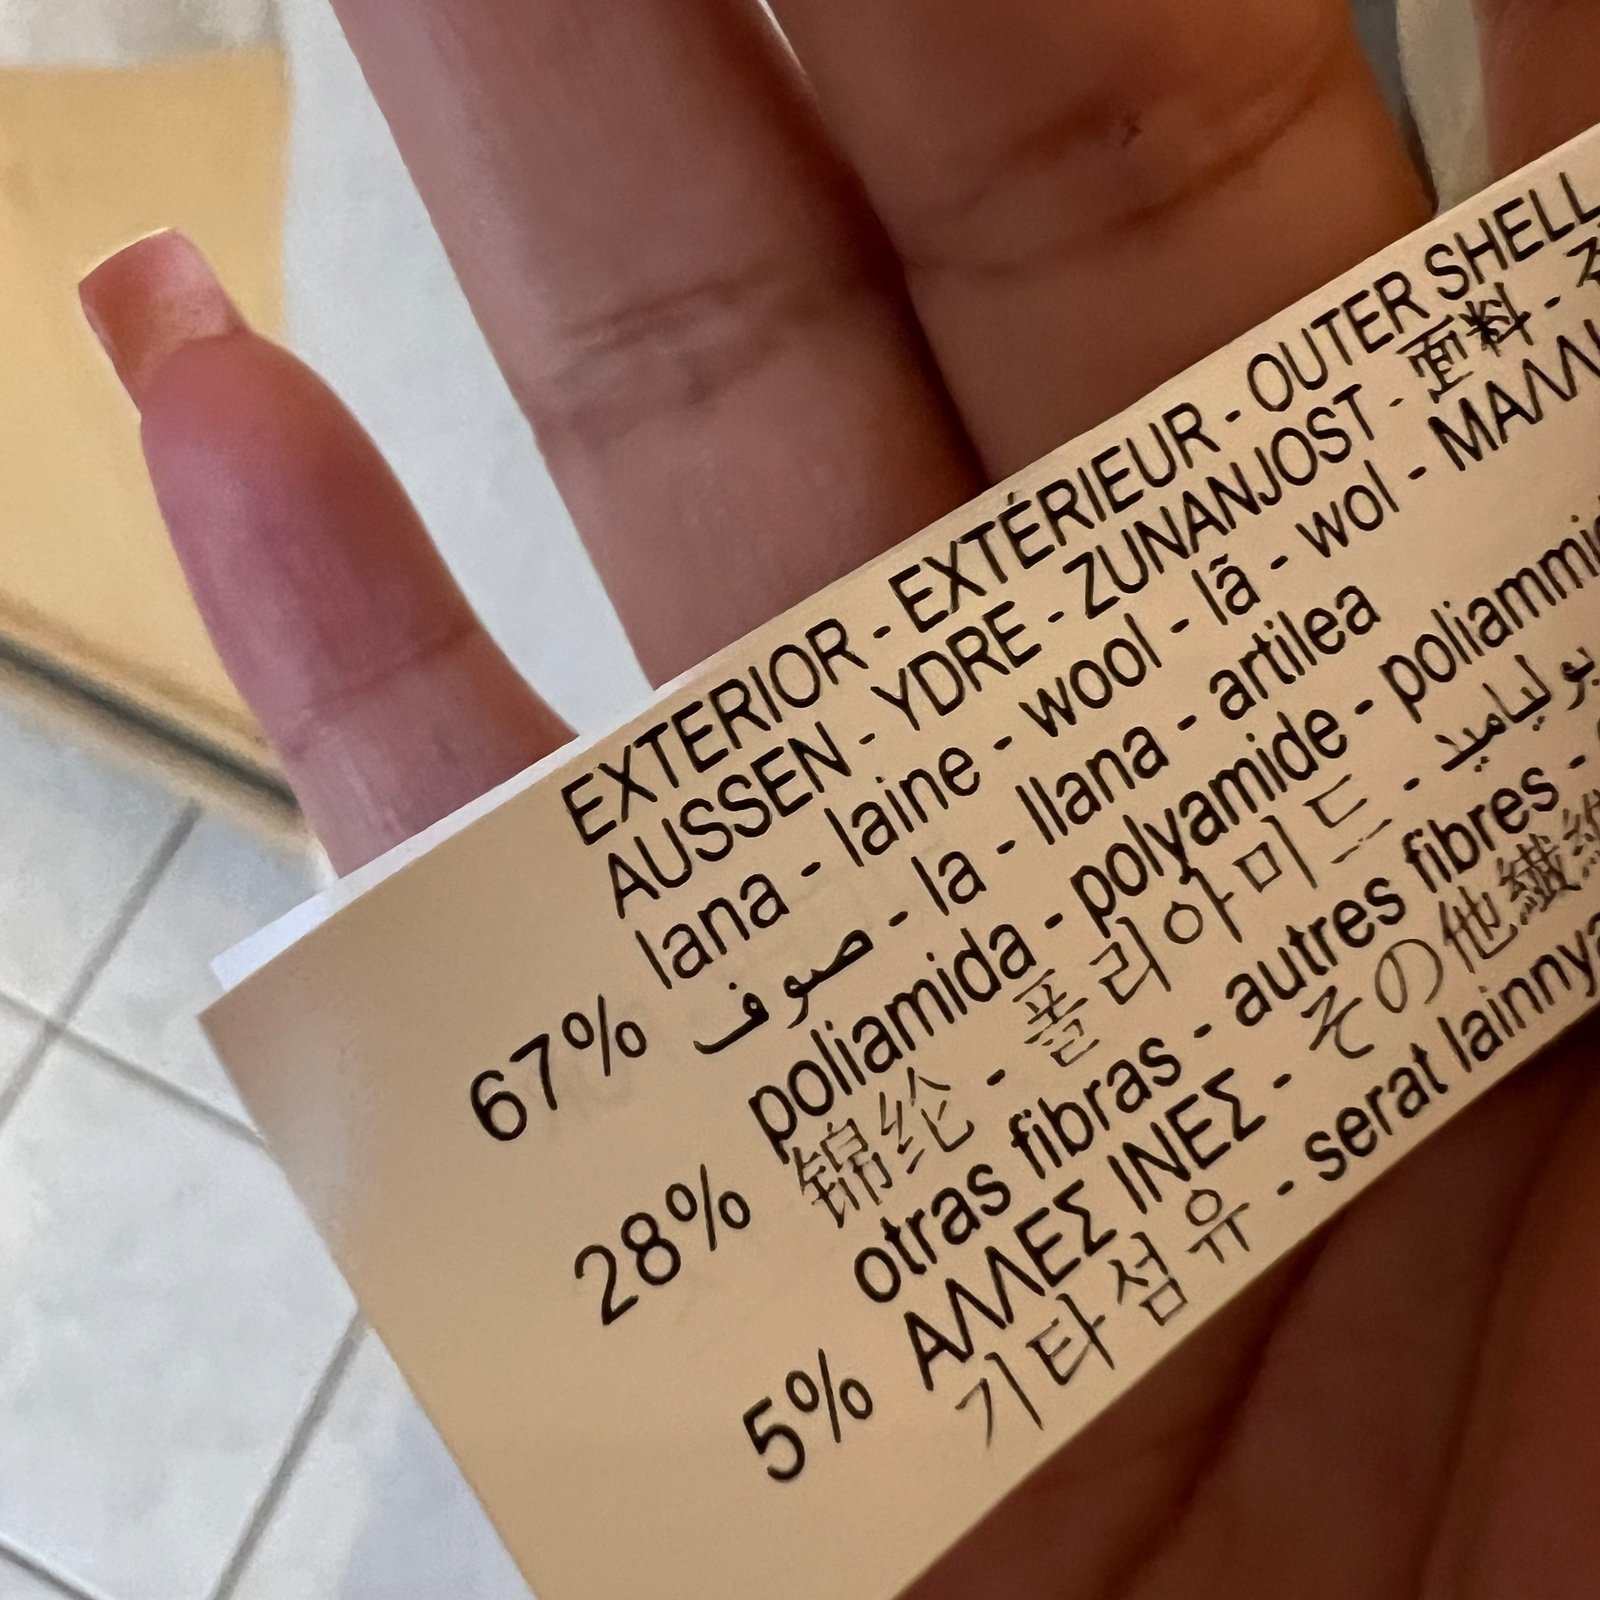 EXTERIOR - EXTÉRIEUR - OUTER SHELL
AUSSEN - YDRE - ZUNANJOST - 面料 -
67% lana - laine - wool - lã - wol -
صوف - la - llana - artilea
28% poliamida - polyamide -
锦纶 - 폴리아미드 - بولياميد
5% otras fibras - autres fibres -
ΑΛΛΕΣ ΙΝΕΣ - その他繊維
기타섬유 - serat lainnya